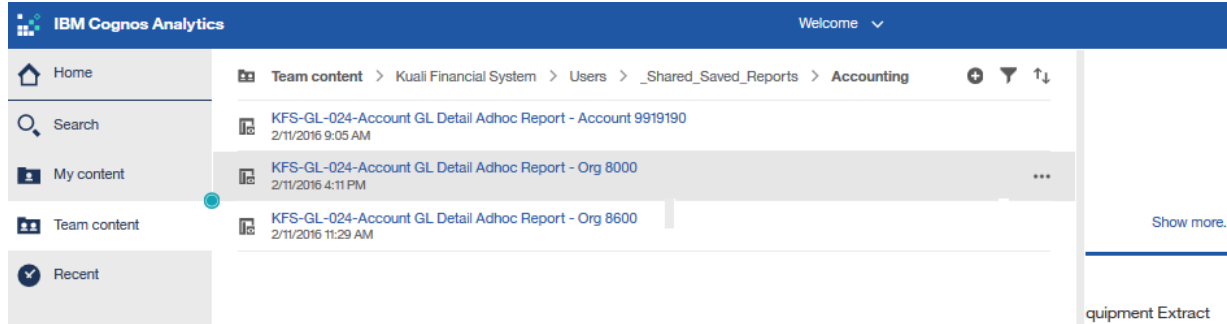 IBM Cognos Analytics
Welcome
Home
Search
My content
Team content
Recent
Team content > Kuali Financial System > Users > _Shared_Saved_Reports > Accounting
KFS-GL-024-Account GL Detail Adhoc Report - Account 9919190
2/11/2016 9:05 AM
KFS-GL-024-Account GL Detail Adhoc Report - Org 8000
2/11/2016 4:11 PM
KFS-GL-024-Account GL Detail Adhoc Report - Org 8600
2/11/2016 11:29 AM
Show more.
quipment Extract